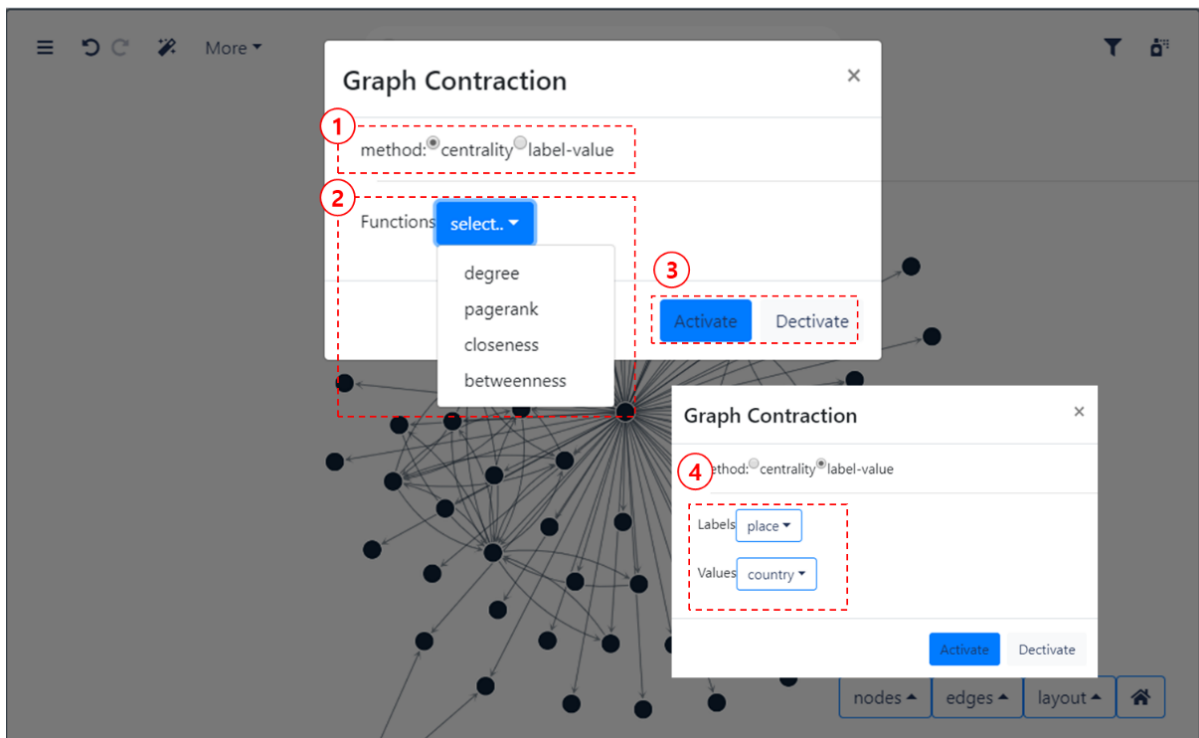 More
Graph Contraction
×
1
method: centrality label-value
2
Functions select..
degree
pagerank
closeness
betweenness
3
Activate Dectivate
Graph Contraction
×
4
ethod: centrality label-value
Labels place
Values country
Activate Dectivate
nodes edges layout